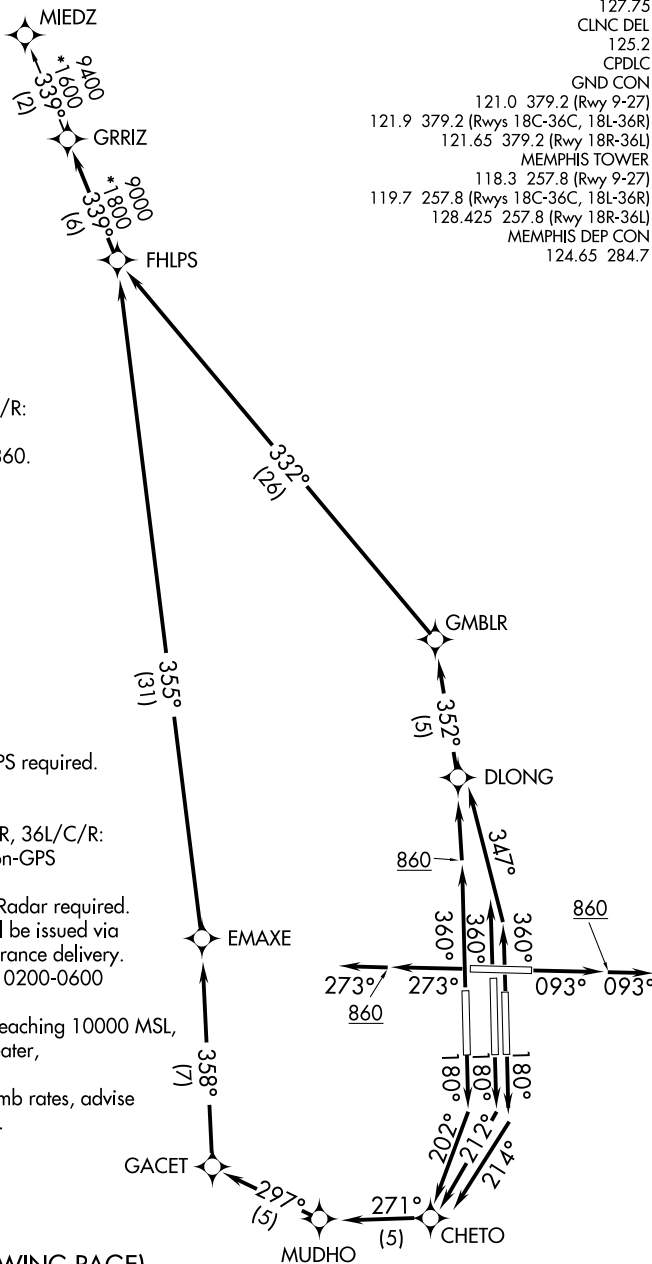 127.75
CLNC DEL
125.2
CPDLC
GND CON
121.0 379.2 (Rwy 9-27)
121.9 379.2 (Rwys 18C-36C, 18L-36R)
121.65 379.2 (Rwy 18R-36L)
MEMPHIS TOWER
118.3 257.8 (Rwy 9-27)
119.7 257.8 (Rwys 18C-36C, 18L-36R)
128.425 257.8 (Rwy 18R-36L)
MEMPHIS DEP CON
124.65 284.7
MIEDZ
9400
*1600
339°
(2)
GRRIZ
9000
*1800
339°
(6)
FHLPS
/R:
360.
332°
(26)
355°
(31)
GMBLR
352°
(5)
DLONG
PS required.
347°
R, 36L/C/R:
on-GPS
860
Radar required.
l be issued via
rance delivery.
0200-0600
860
360°
360°
360°
EMAXE
273°
273°
093°
093°
860
eaching 10000 MSL,
eater,
mb rates, advise
.
358°
(7)
180°
180°
180°
202°
212°
214°
GACET
297°
(5)
271°
(5)
CHETO
MUDHO
WING PAGE)